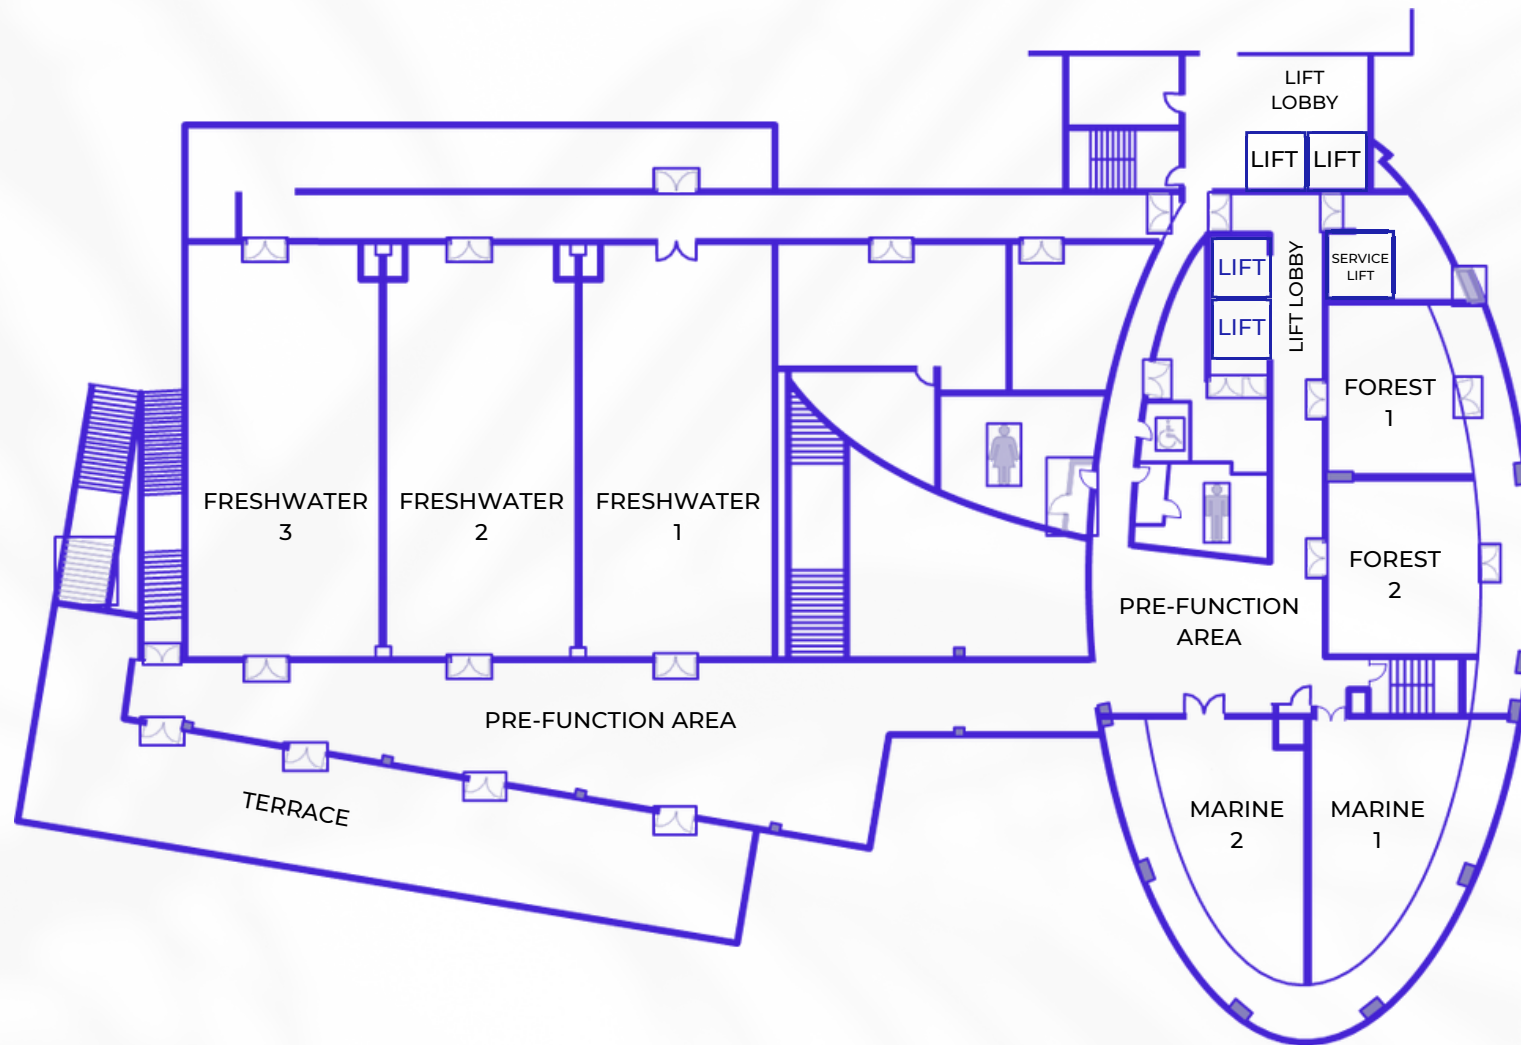 LIFT
LOBBY
LIFT
LIFT
LIFT
LIFT
LIFT LOBBY
SERVICE
LIFT
FOREST
1
FRESHWATER
3
FRESHWATER
2
FRESHWATER
1
FOREST
2
PRE-FUNCTION
AREA
PRE-FUNCTION AREA
TERRACE
MARINE
2
MARINE
1